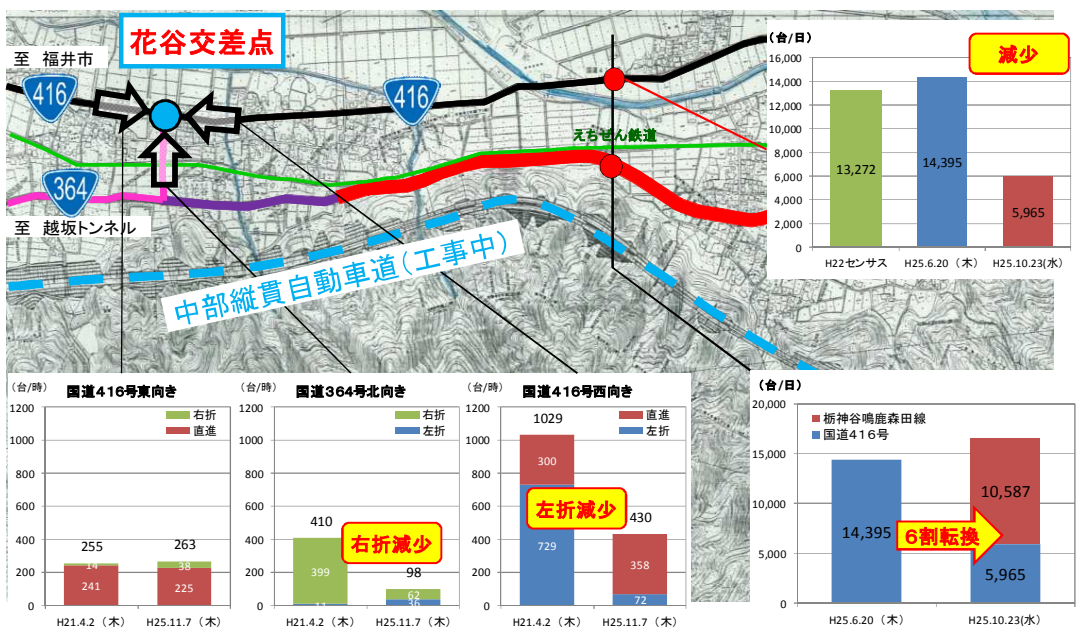 花谷交差点
至 福井市
416
416
えちぜん鉄道
364
至 越坂トンネル
中部縦貫自動車道(工事中)
(台/日)
減少
16,000
14,000
12,000
10,000
8,000
6,000
4,000
2,000
0
13,272
14,395
5,965
H22センサス
H25.6.20 (木)
H25.10.23(水)
(台/時)
国道416号東向き
1200
1000
800
600
400
200
0
右折
直進
255
14
241
263
38
225
H21.4.2 (木)
H25.11.7 (木)
(台/時)
国道364号北向き
1200
1000
800
600
400
200
0
右折
左折
410
399
右折減少
98
62
36
H21.4.2 (木)
H25.11.7 (木)
(台/時)
国道416号西向き
1200
1000
800
600
400
200
0
直進
左折
1029
300
左折減少
729
430
358
72
H21.4.2 (木)
H25.11.7 (木)
(台/日)
20,000
15,000
10,000
5,000
0
栃神谷鳴鹿森田線
国道416号
14,395
6割転換
10,587
5,965
H25.6.20 (木)
H25.10.23(水)